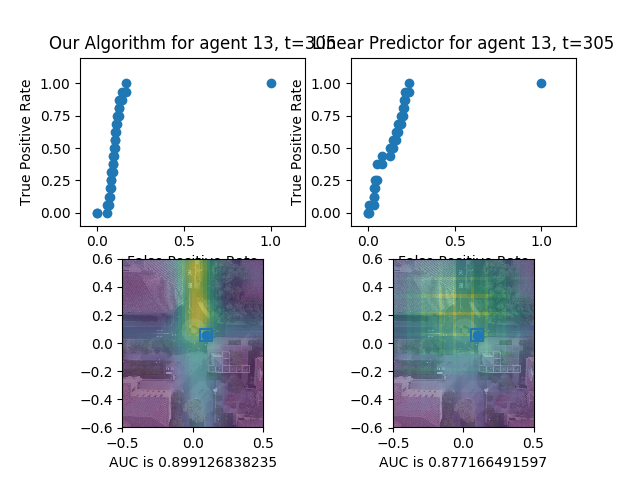 Our Algorithm for agent 13, t=305
Linear Predictor for agent 13, t=305
True Positive Rate
1.00
0.75
0.50
0.25
0.00
0.0 0.5 1.0
False Positive Rate
True Positive Rate
1.00
0.75
0.50
0.25
0.00
0.0 0.5 1.0
False Positive Rate
0.6
0.4
0.2
0.0
−0.2
−0.4
−0.6
−0.5 0.0 0.5
AUC is 0.899126838235
0.6
0.4
0.2
0.0
−0.2
−0.4
−0.6
−0.5 0.0 0.5
AUC is 0.877166491597